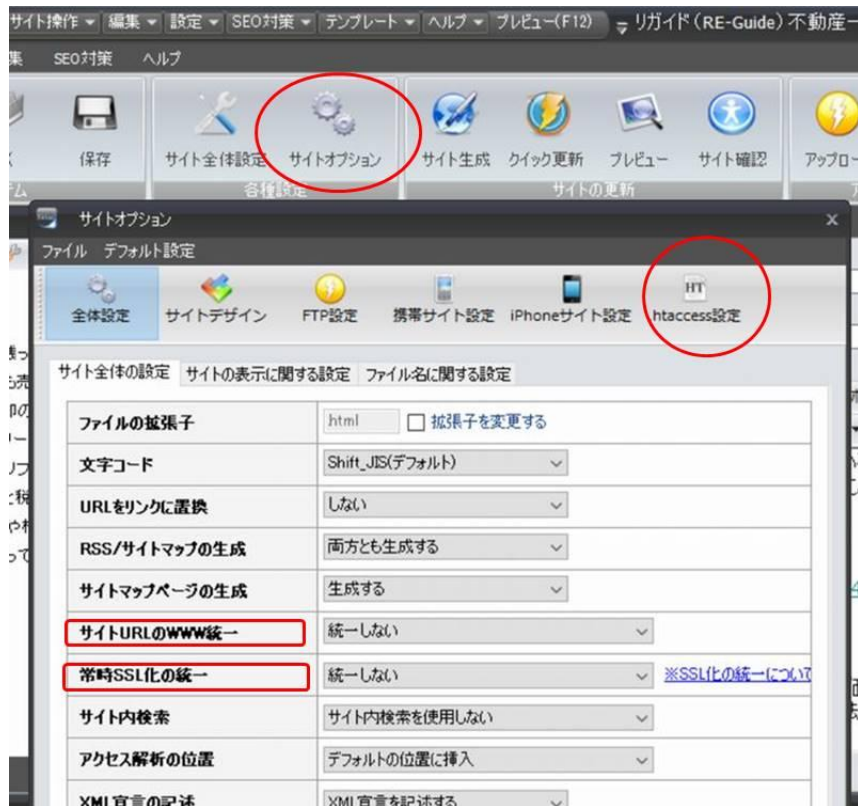 サイト操作 編集 設定 SEO対策 テンプレート ヘルプ プレビュー(F12) リガイド(RE-Guide)不動産一
集 SEO対策 ヘルプ
保存 サイト全体設定 サイトオプション サイト生成 クイック更新 プレビュー サイト確認 アップロー
各種設定 サイトの更新
サイトオプション x
ファイル デフォルト設定
HT
全体設定 サイトデザイン FTP設定 携帯サイト設定 iPhoneサイト設定 htaccess設定
サイト全体の設定 サイトの表示に関する設定 ファイル名に関する設定
ファイルの拡張子 html 拡張子を変更する
文字コード Shift_JIS(デフォルト)
URLをリンクに置換 しない
RSS/サイトマップの生成 両方とも生成する
サイトマップページの生成 生成する
サイトURLのWWW統一 統一しない
常時SSL化の統一 統一しない ※SSL化の統一について
サイト内検索 サイト内検索を使用しない
アクセス解析の位置 デフォルトの位置に挿入
XML宣言の記述 XML宣言を記述する